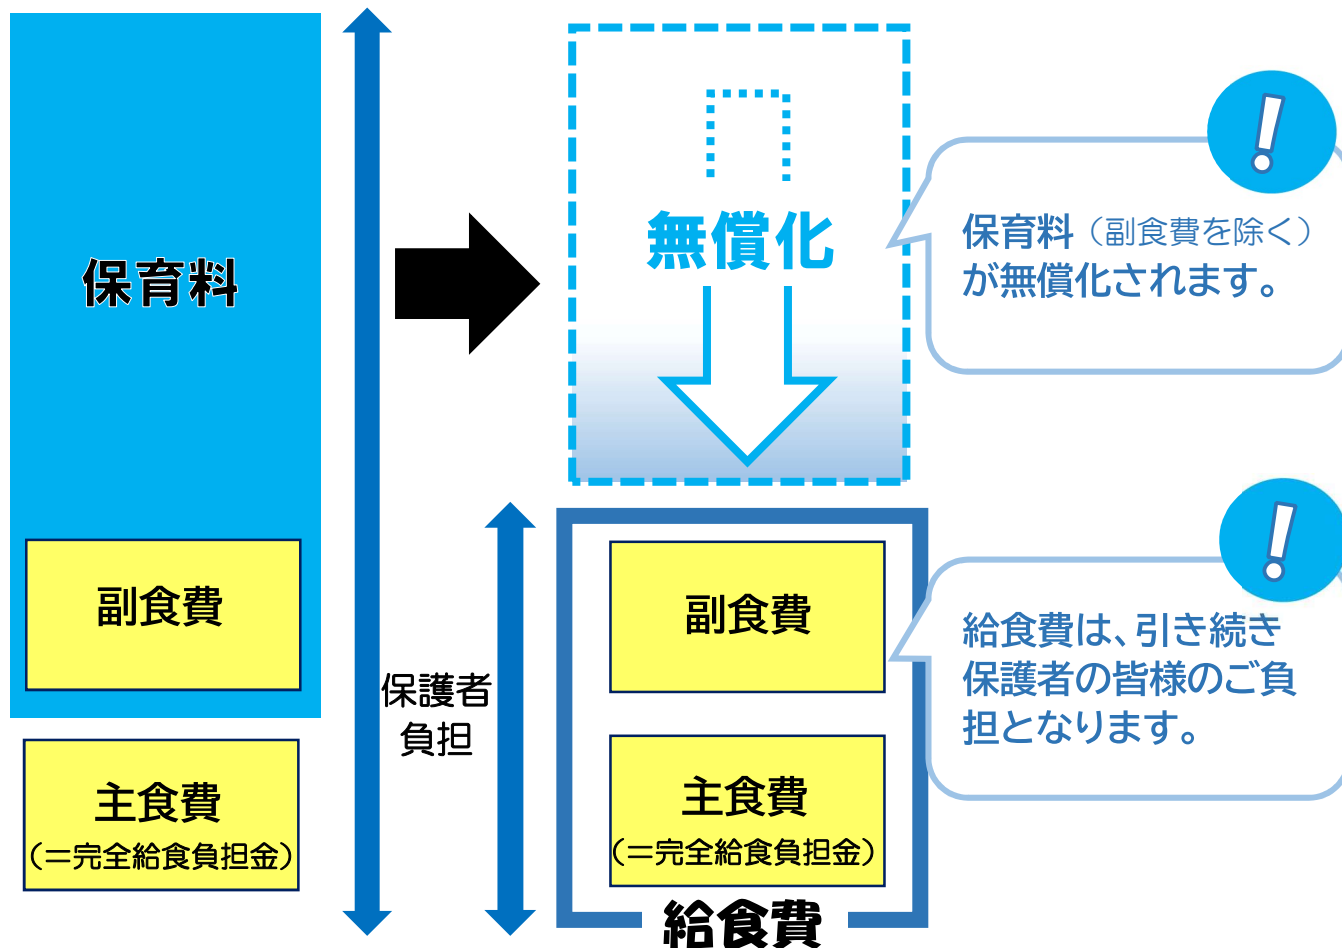 保育料
副食費
主食費
（＝完全給食負担金）
保護者
負担
無償化
副食費
主食費
（＝完全給食負担金）
給食費
保育料（副食費を除く）
が無償化されます。
給食費は、引き続き
保護者の皆様のご負
担となります。